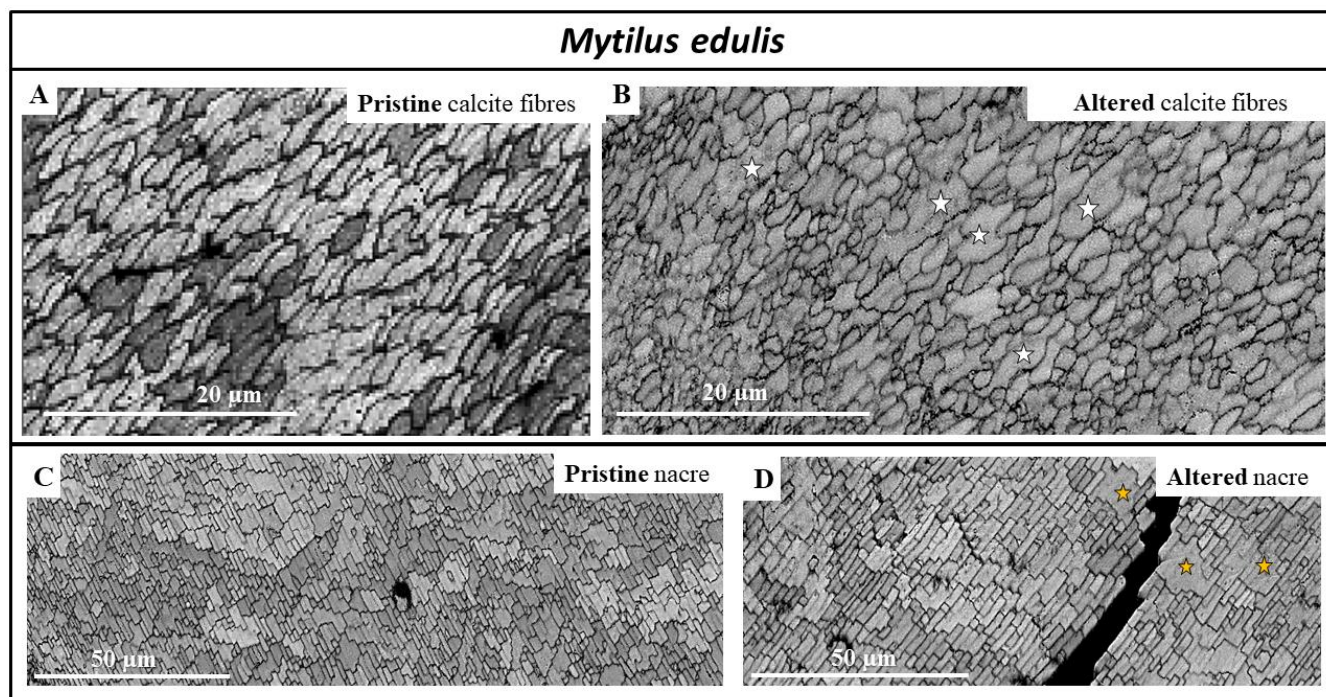 Mytilus edulis
A
Pristine calcite fibres
20 µm
B
Altered calcite fibres
20 µm
C
Pristine nacre
50 µm
D
Altered nacre
50 µm